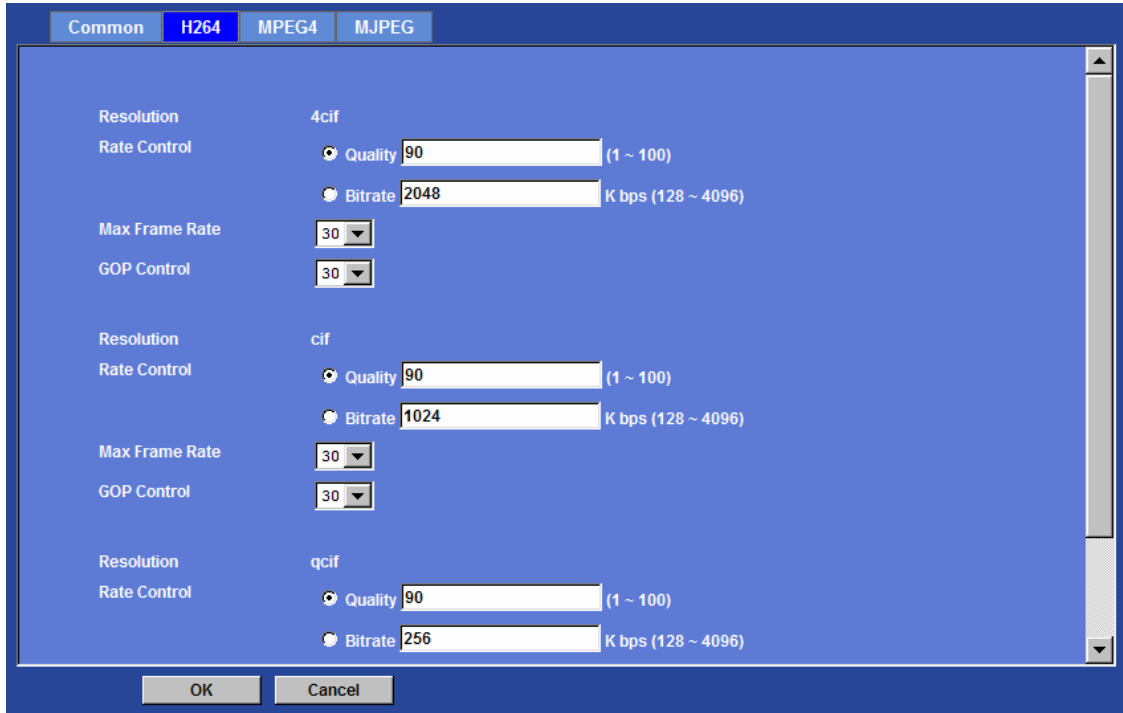 Common H264 MPEG4 MJPEG
Resolution 4cif
Rate Control Quality 90 (1 ~ 100)
Bitrate 2048 K bps (128 ~ 4096)
Max Frame Rate 30
GOP Control 30
Resolution cif
Rate Control Quality 90 (1 ~ 100)
Bitrate 1024 K bps (128 ~ 4096)
Max Frame Rate 30
GOP Control 30
Resolution qcif
Rate Control Quality 90 (1 ~ 100)
Bitrate 256 K bps (128 ~ 4096)
OK Cancel